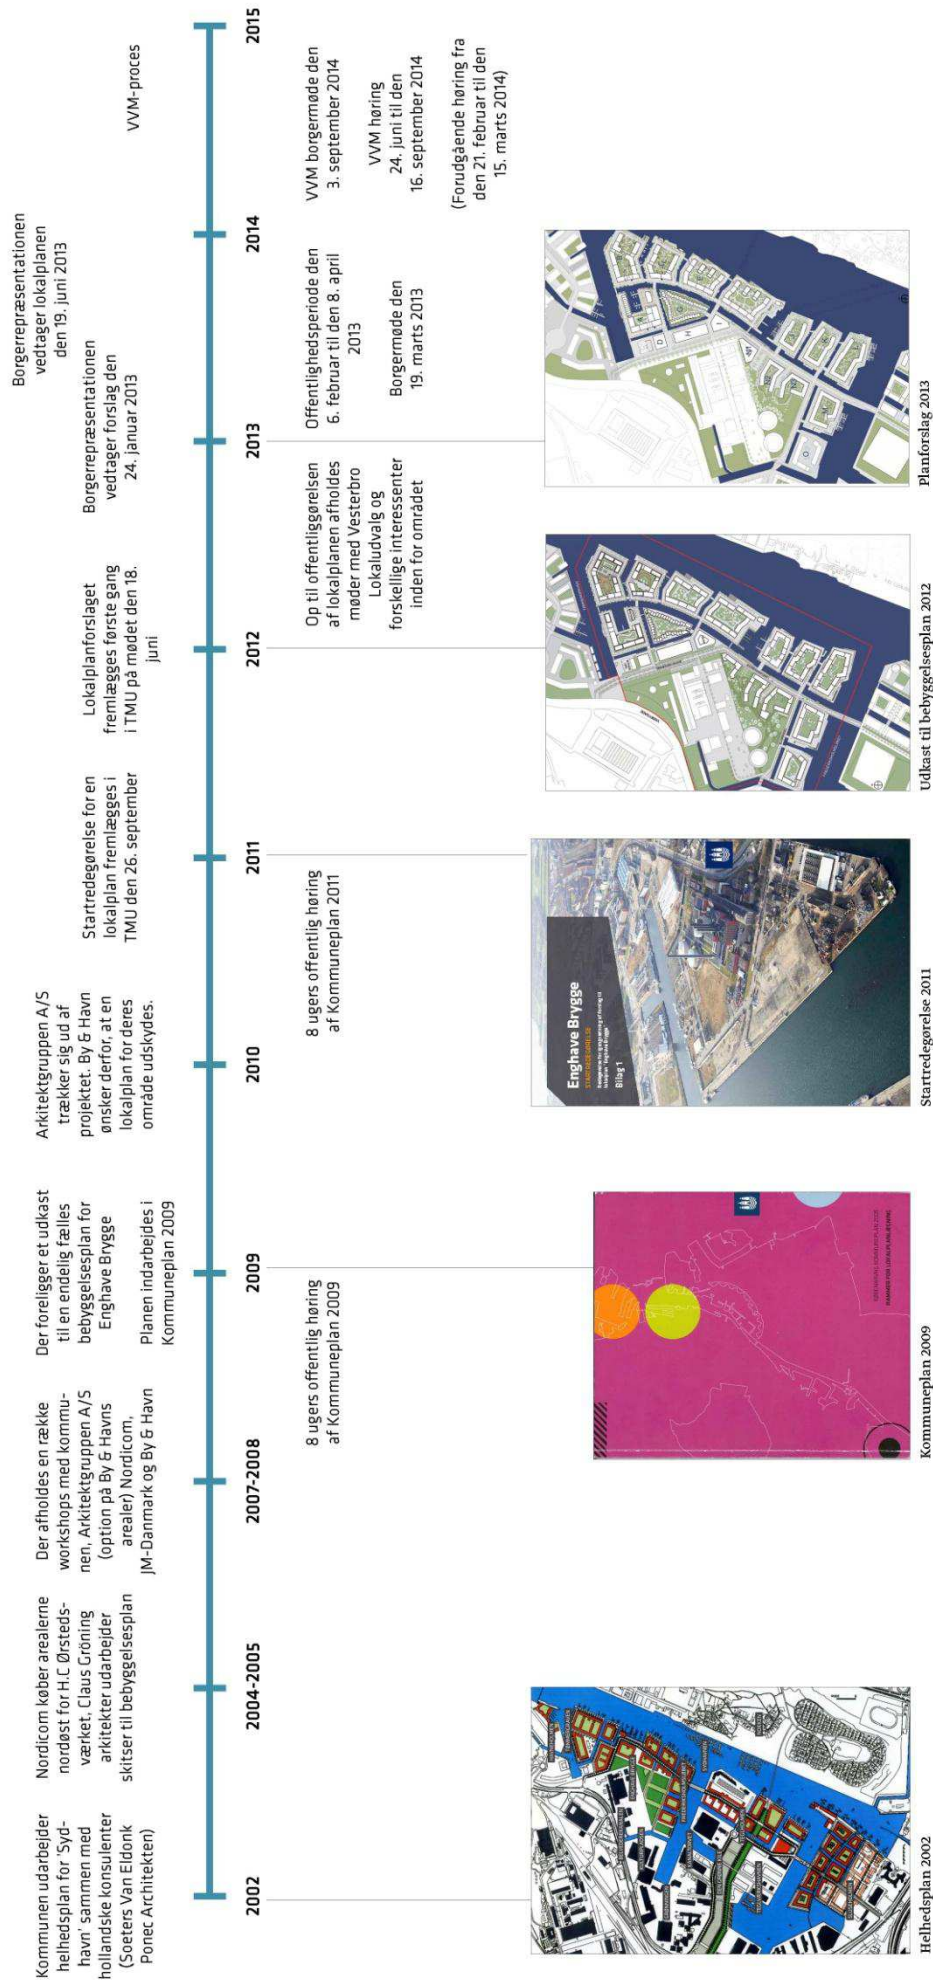 Kommunen udarbejder
helhedsplan for 'Syd-
havn' sammen med
hollandske konsulenter
(Soeters Van Eldonk
Ponec Architekten)
Nordicom køber arealerne
nordøst for H.C Ørsteds-
værket, Claus Gröning
arkitekter udarbejder
skitser til bebyggelsesplan
Der afholdes en række
workshops med kommu-
nen, Arkitektgruppen A/S
(option på By & Havns
arealer) Nordicom,
JM-Danmark og By & Havn
Der foreligger et udkast
til en endelig fælles
bebyggelsesplan for
Enghave Brygge
Planen indarbejdes i
Kommuneplan 2009
Arkitektgruppen A/S
trækker sig ud af
projektet. By & Havn
ønsker derfor, at en
lokalplan for deres
område udskydes.
Startredegørelse for en
lokalplan fremlægges i
TMU den 26. september
Lokalplanforslaget
fremlægges første gang
i TMU på mødet den 18.
juni
Borgerrepræsentationen
vedtager forslag den
24. januar 2013
Borgerrepræsentationen
vedtager lokalplanen
den 19. juni 2013
VVM-proces
2002
2004-2005
2007-2008
2009
2010
2011
2012
2013
2014
2015
8 ugers offentlig høring
af Kommuneplan 2009
8 ugers offentlig høring
af Kommuneplan 2011
Op til offentliggørelsen
af lokalplanen afholdes
møder med Vesterbro
Lokaludvalg og
forskellige interessenter
inden for området
Offentlighedsperiode den
6. februar til den 8. april
2013
Borgermøde den
19. marts 2013
VVM borgermøde den
3. september 2014
VVM høring
24. juni til den
16. september 2014
(Forudgående høring fra
den 21. februar til den
15. marts 2014)
Enghave Brygge
STARTREDEGØRELSE
Bilag 1
RAMMER FOR LOKALPLANLÆGNING
Helhedsplan 2002
Kommuneplan 2009
Startredegørelse 2011
Udkast til bebyggelsesplan 2012
Planforslag 2013